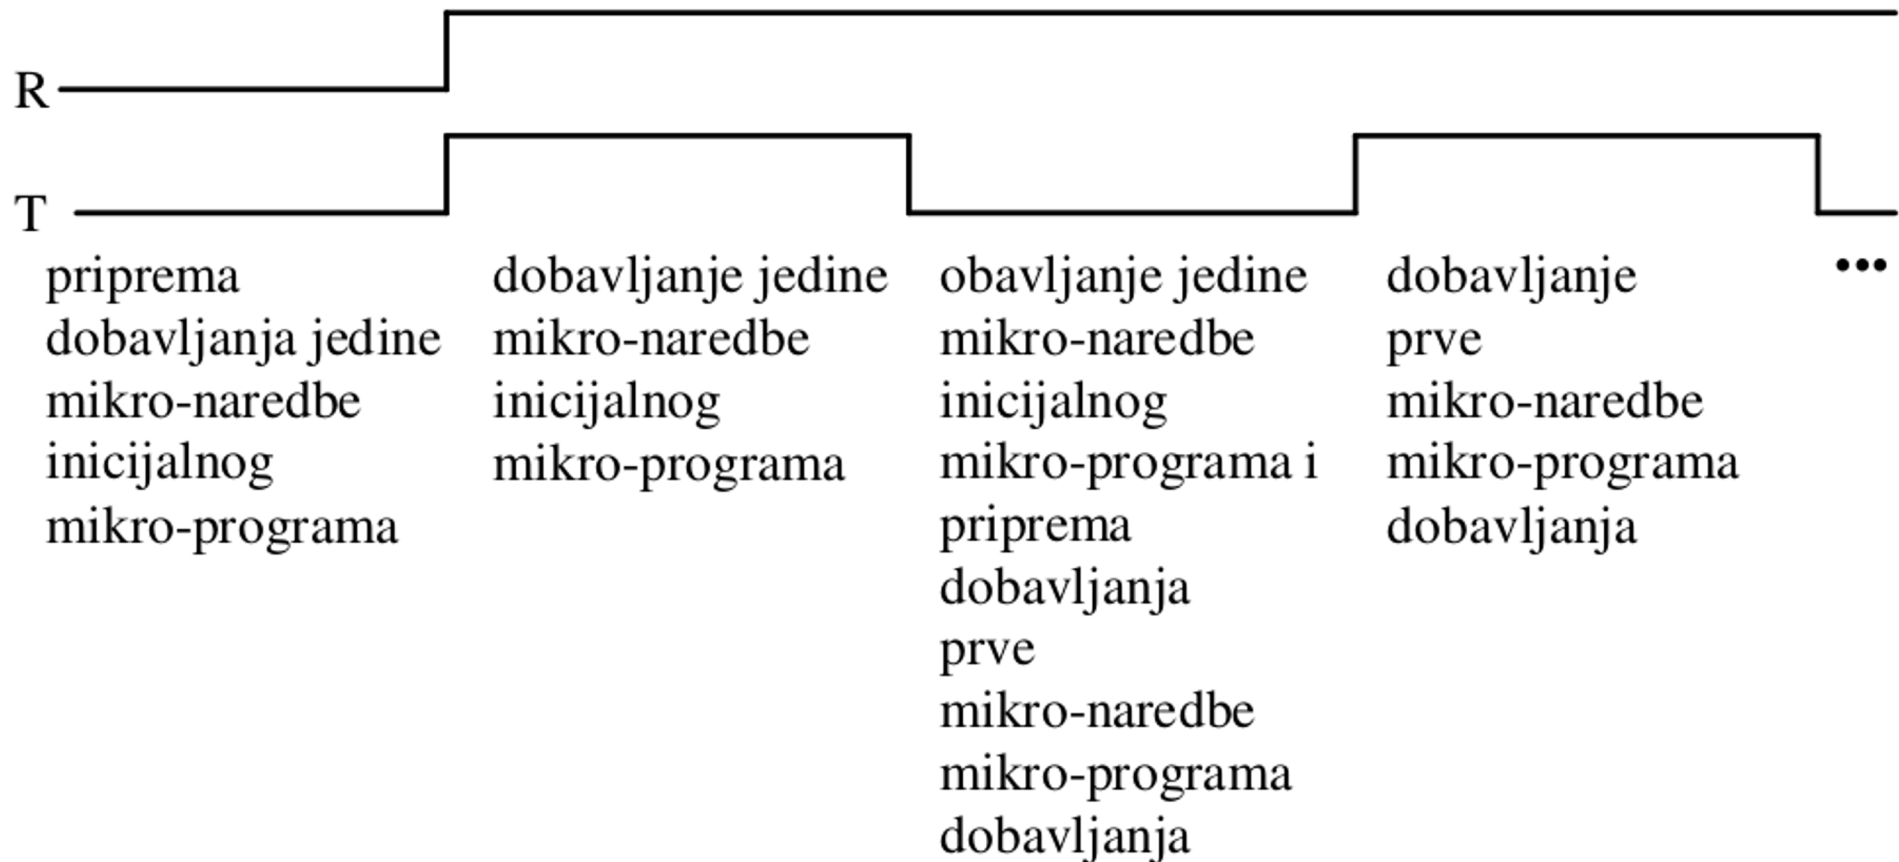 R
T
priprema
dobavljanja jedine
mikro-naredbe
inicijalnog
mikro-programa
dobavljanje jedine
mikro-naredbe
inicijalnog
mikro-programa
obavljanje jedine
mikro-naredbe
inicijalnog
mikro-programa i
priprema
dobavljanja
prve
mikro-naredbe
mikro-programa
dobavljanja
dobavljanje
prve
mikro-naredbe
mikro-programa
dobavljanja
•••